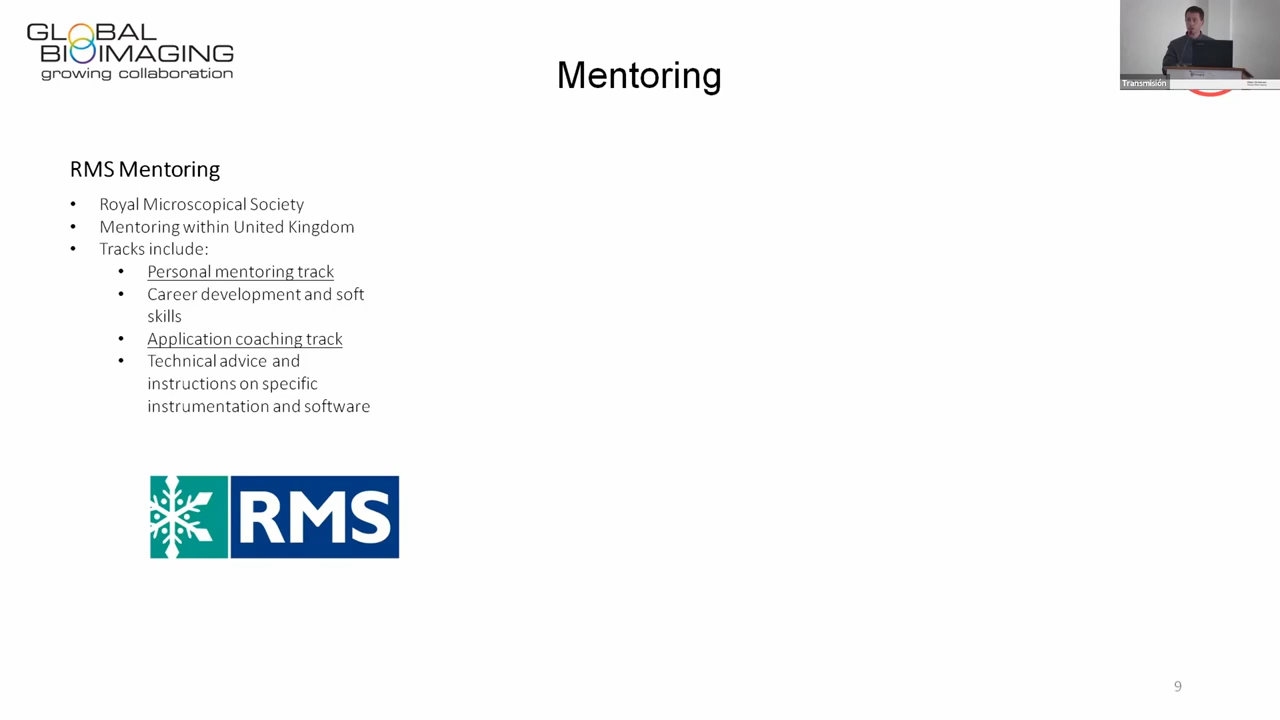 GLOBAL
BIOIMAGING
growing collaboration
Mentoring
Transmisión
RMS Mentoring
• Royal Microscopical Society
• Mentoring within United Kingdom
• Tracks include:
• Personal mentoring track
• Career development and soft
skills
• Application coaching track
• Technical advice and
instructions on specific
instrumentation and software
RMS
9